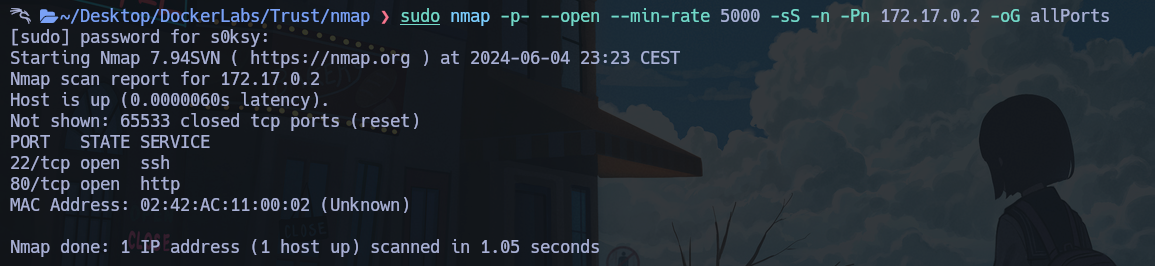 ~/Desktop/DockerLabs/Trust/nmap ❯ sudo nmap -p- --open --min-rate 5000 -sS -n -Pn 172.17.0.2 -oG allPorts
[sudo] password for s0ksy:
Starting Nmap 7.94SVN ( https://nmap.org ) at 2024-06-04 23:23 CEST
Nmap scan report for 172.17.0.2
Host is up (0.0000060s latency).
Not shown: 65533 closed tcp ports (reset)
PORT   STATE SERVICE
22/tcp open  ssh
80/tcp open  http
MAC Address: 02:42:AC:11:00:02 (Unknown)
Nmap done: 1 IP address (1 host up) scanned in 1.05 seconds
CLOSE
CLOSE